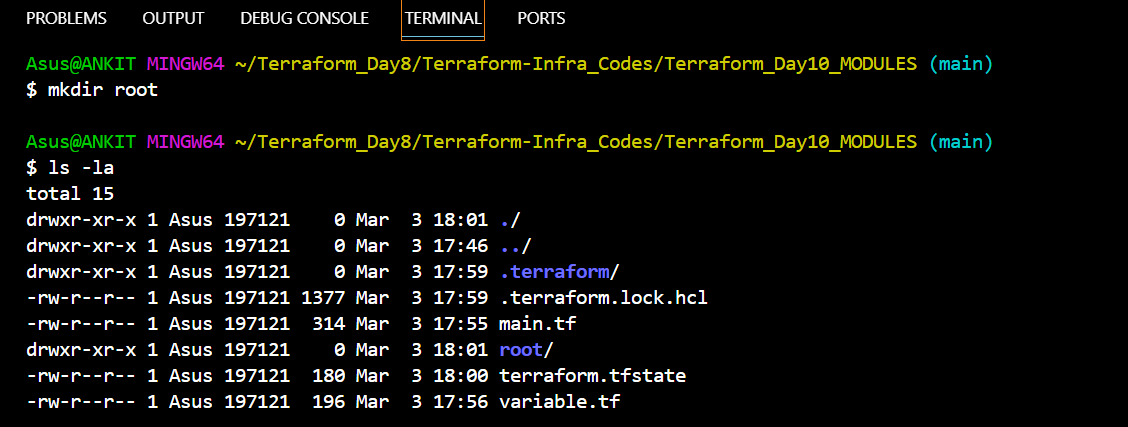 PROBLEMS OUTPUT DEBUG CONSOLE TERMINAL PORTS
Asus@ANKIT MINGW64 ~/Terraform_Day8/Terraform-Infra_Codes/Terraform_Day10_MODULES (main)
$ mkdir root
Asus@ANKIT MINGW64 ~/Terraform_Day8/Terraform-Infra_Codes/Terraform_Day10_MODULES (main)
$ ls -la
total 15
drwxr-xr-x 1 Asus 197121    0 Mar  3 18:01 ./
drwxr-xr-x 1 Asus 197121    0 Mar  3 17:46 ../
drwxr-xr-x 1 Asus 197121    0 Mar  3 17:59 .terraform/
-rw-r--r-- 1 Asus 197121 1377 Mar  3 17:59 .terraform.lock.hcl
-rw-r--r-- 1 Asus 197121  314 Mar  3 17:55 main.tf
drwxr-xr-x 1 Asus 197121    0 Mar  3 18:01 root/
-rw-r--r-- 1 Asus 197121  180 Mar  3 18:00 terraform.tfstate
-rw-r--r-- 1 Asus 197121  196 Mar  3 17:56 variable.tf